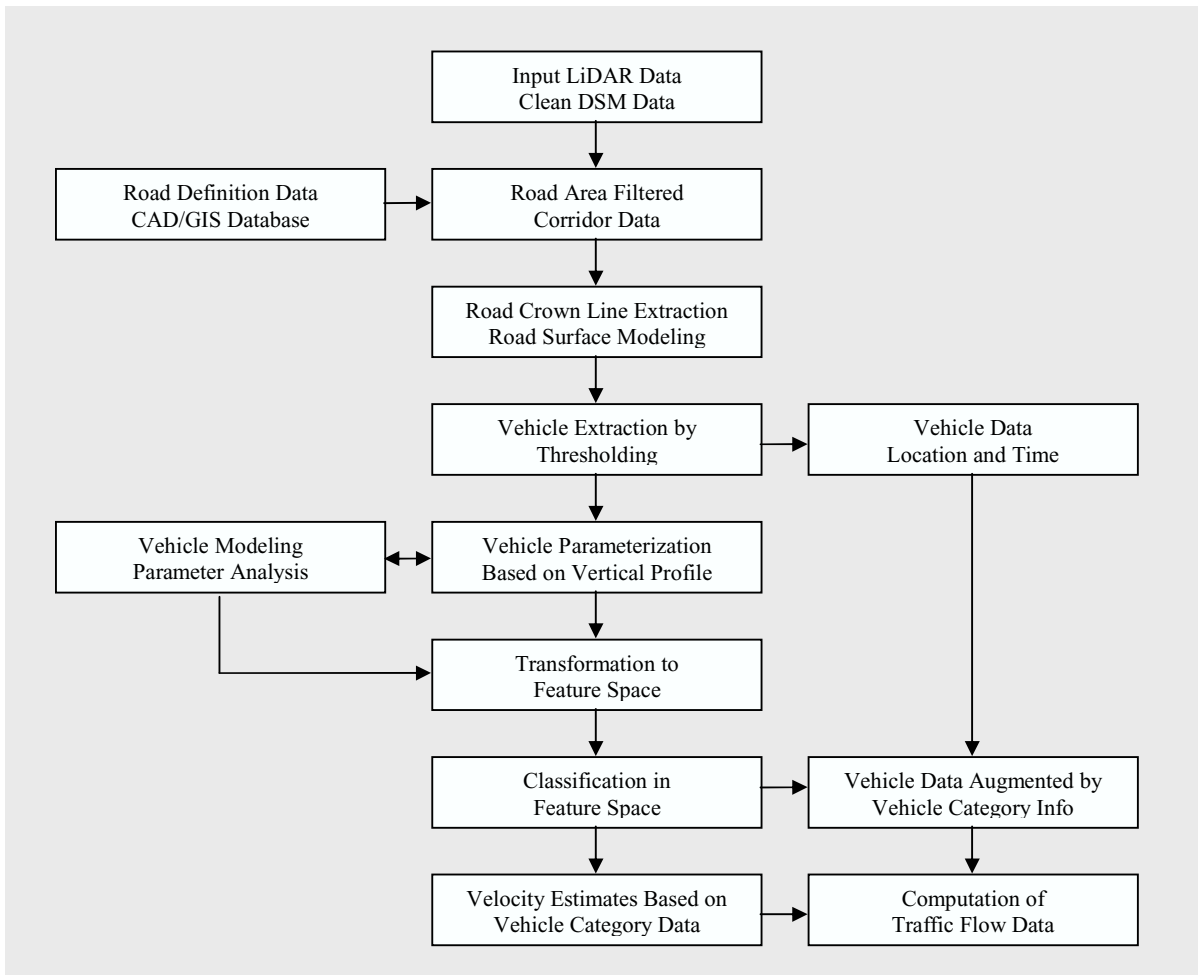 Input LiDAR Data
Clean DSM Data
Road Definition Data
CAD/GIS Database
Road Area Filtered
Corridor Data
Road Crown Line Extraction
Road Surface Modeling
Vehicle Extraction by
Thresholding
Vehicle Data
Location and Time
Vehicle Modeling
Parameter Analysis
Vehicle Parameterization
Based on Vertical Profile
Transformation to
Feature Space
Classification in
Feature Space
Vehicle Data Augmented by
Vehicle Category Info
Velocity Estimates Based on
Vehicle Category Data
Computation of
Traffic Flow Data